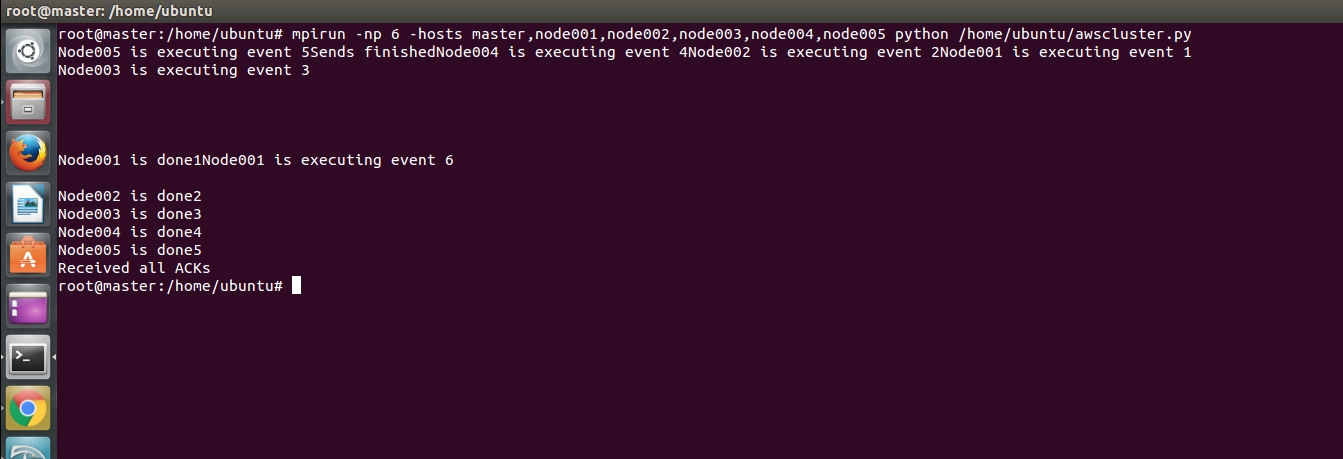 root@master: /home/ubuntu
root@master:/home/ubuntu# mpirun -np 6 -hosts master,node001,node002,node003,node004,node005 python /home/ubuntu/awscluster.py
Node005 is executing event 5Sends finishedNode004 is executing event 4Node002 is executing event 2Node001 is executing event 1
Node003 is executing event 3
Node001 is done1Node001 is executing event 6
Node002 is done2
Node003 is done3
Node004 is done4
Node005 is done5
Received all ACKs
root@master:/home/ubuntu#